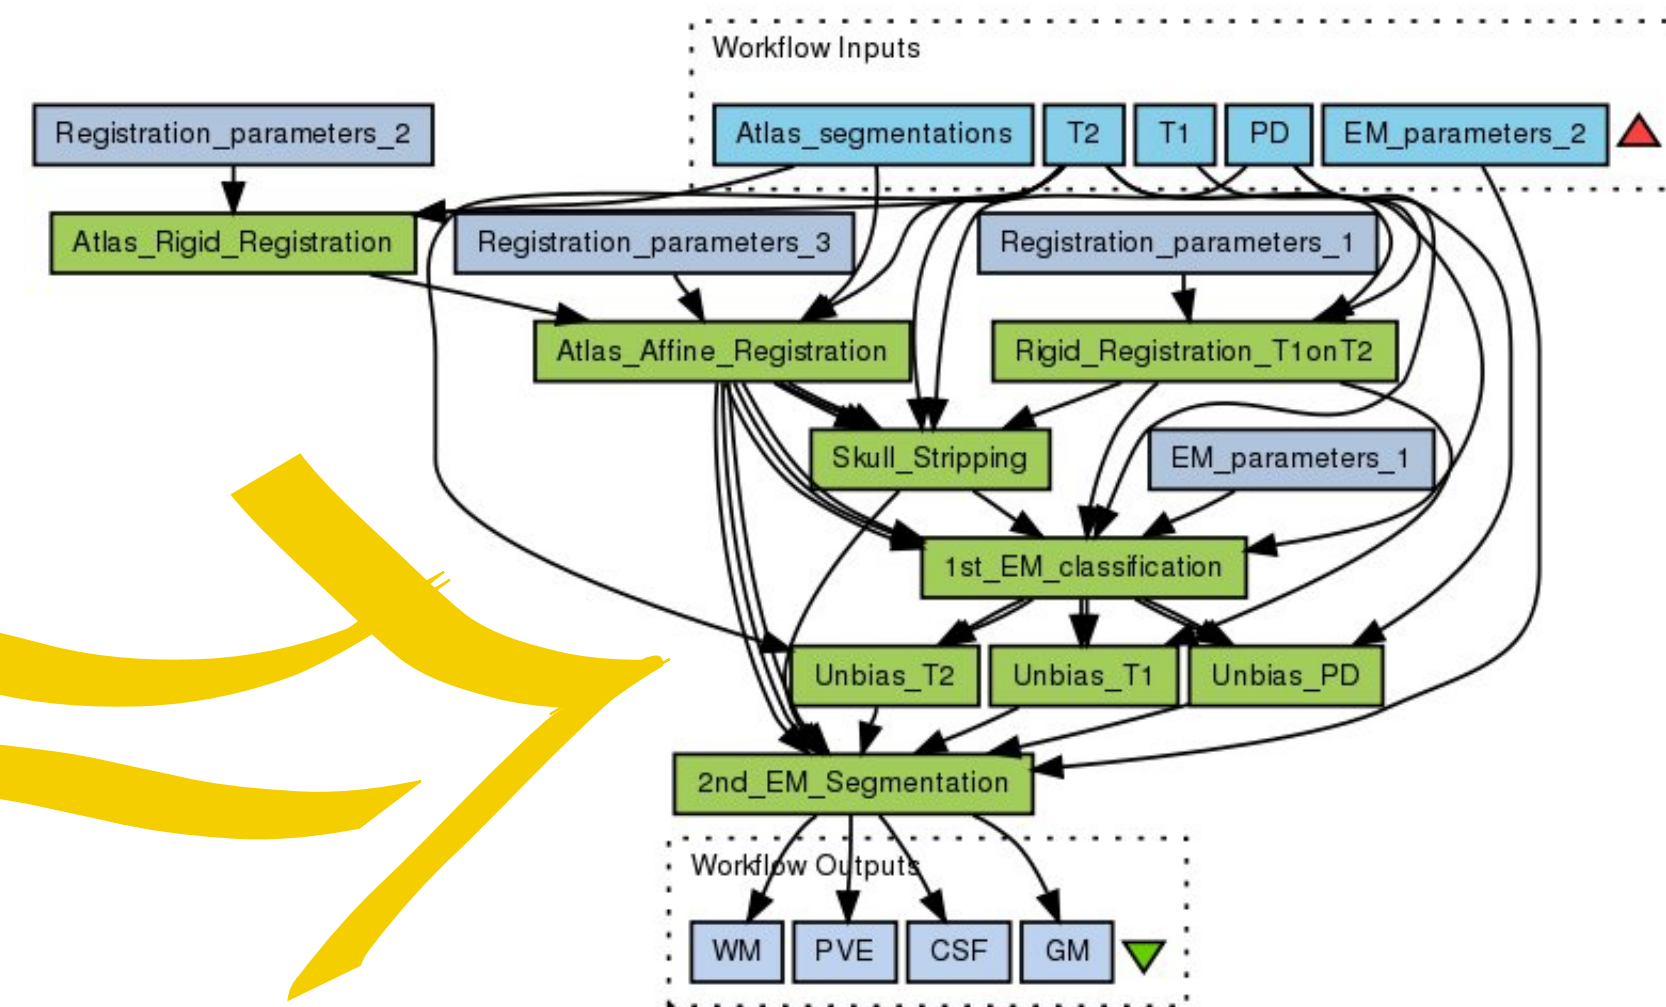 Workflow Inputs
Registration_parameters_2
Atlas_segmentations
T2
T1
PD
EM_parameters_2
Atlas_Rigid_Registration
Registration_parameters_3
Registration_parameters_1
Atlas_Affine_Registration
Rigid_Registration_T1onT2
Skull_Stripping
EM_parameters_1
1st_EM_classification
Unbias_T2
Unbias_T1
Unbias_PD
2nd_EM_Segmentation
Workflow Outputs
WM
PVE
CSF
GM